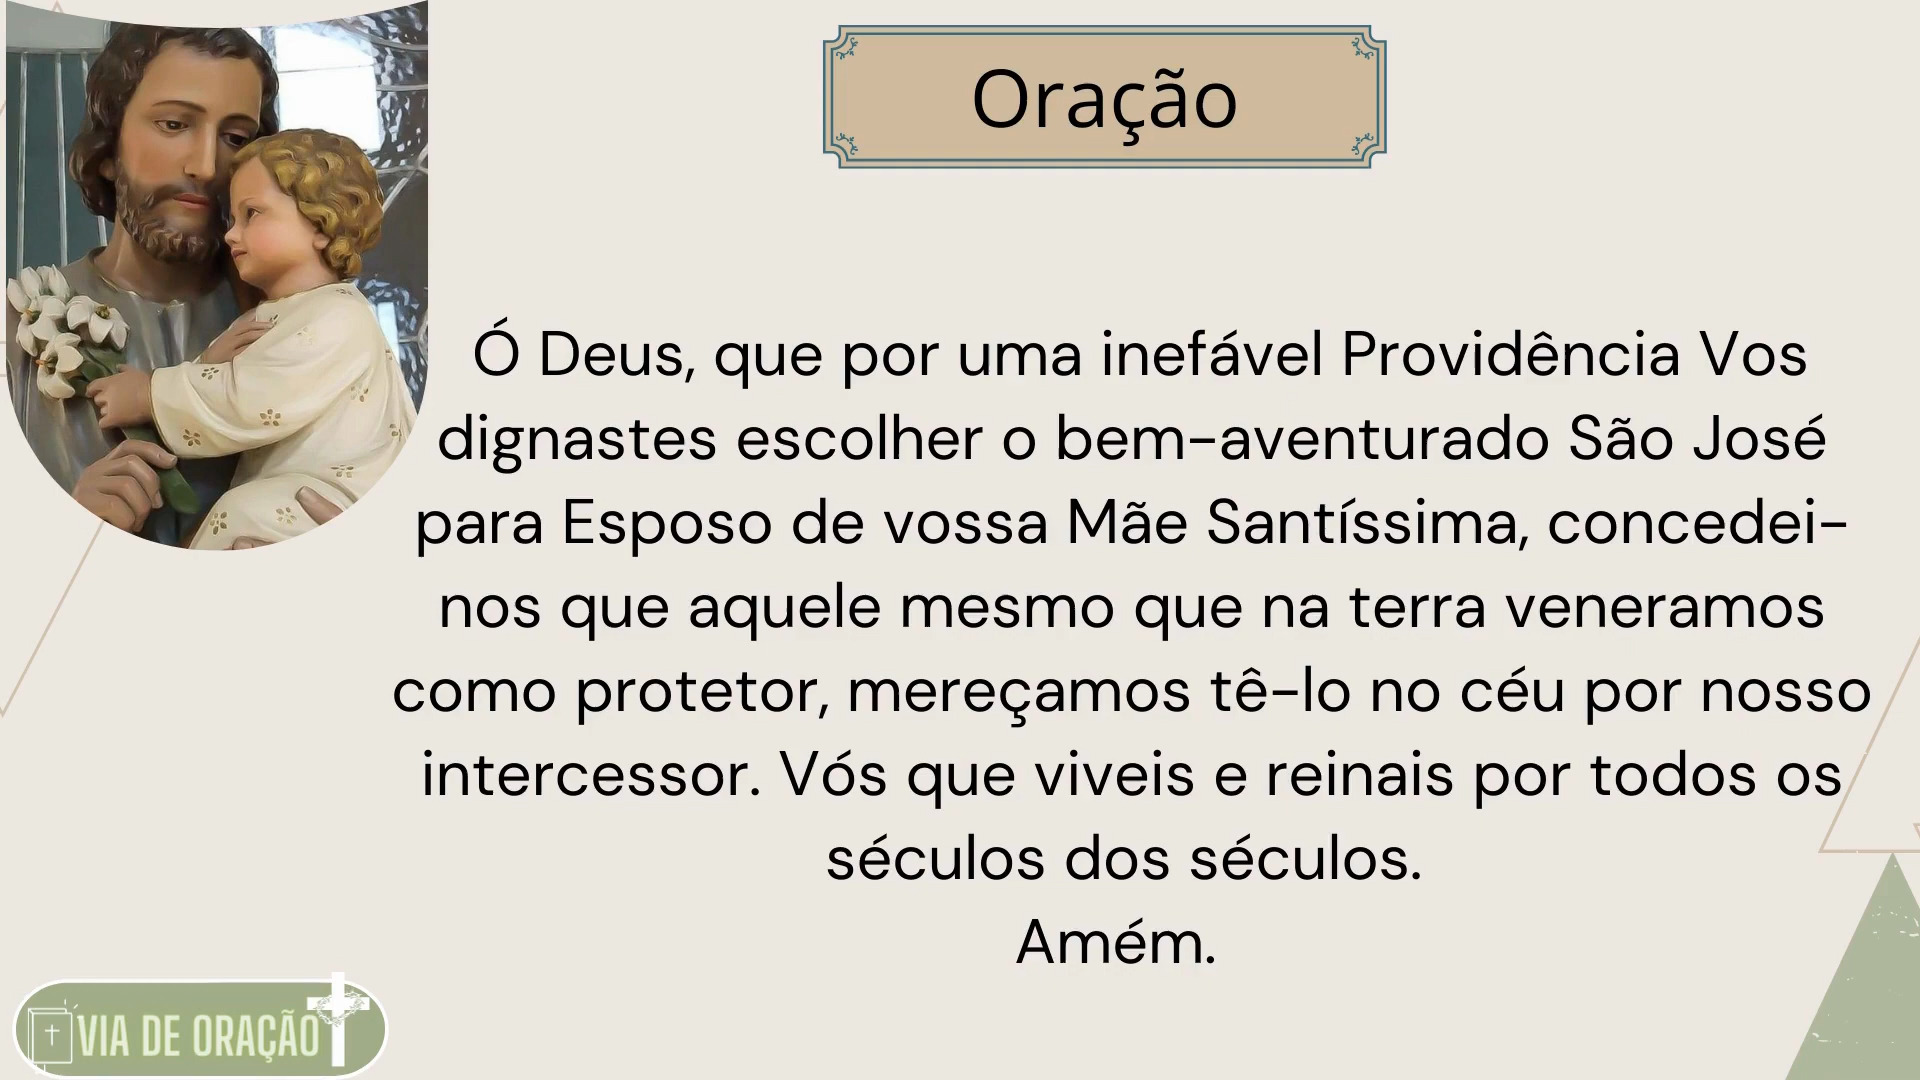 Oração
Ó Deus, que por uma inefável Providência Vos
dignastes escolher o bem-aventurado São José
para Esposo de vossa Mãe Santíssima, concedei-
nos que aquele mesmo que na terra veneramos
como protetor, mereçamos tê-lo no céu por nosso
intercessor. Vós que viveis e reinais por todos os
séculos dos séculos.
Amém.
VIA DE ORAÇÃO